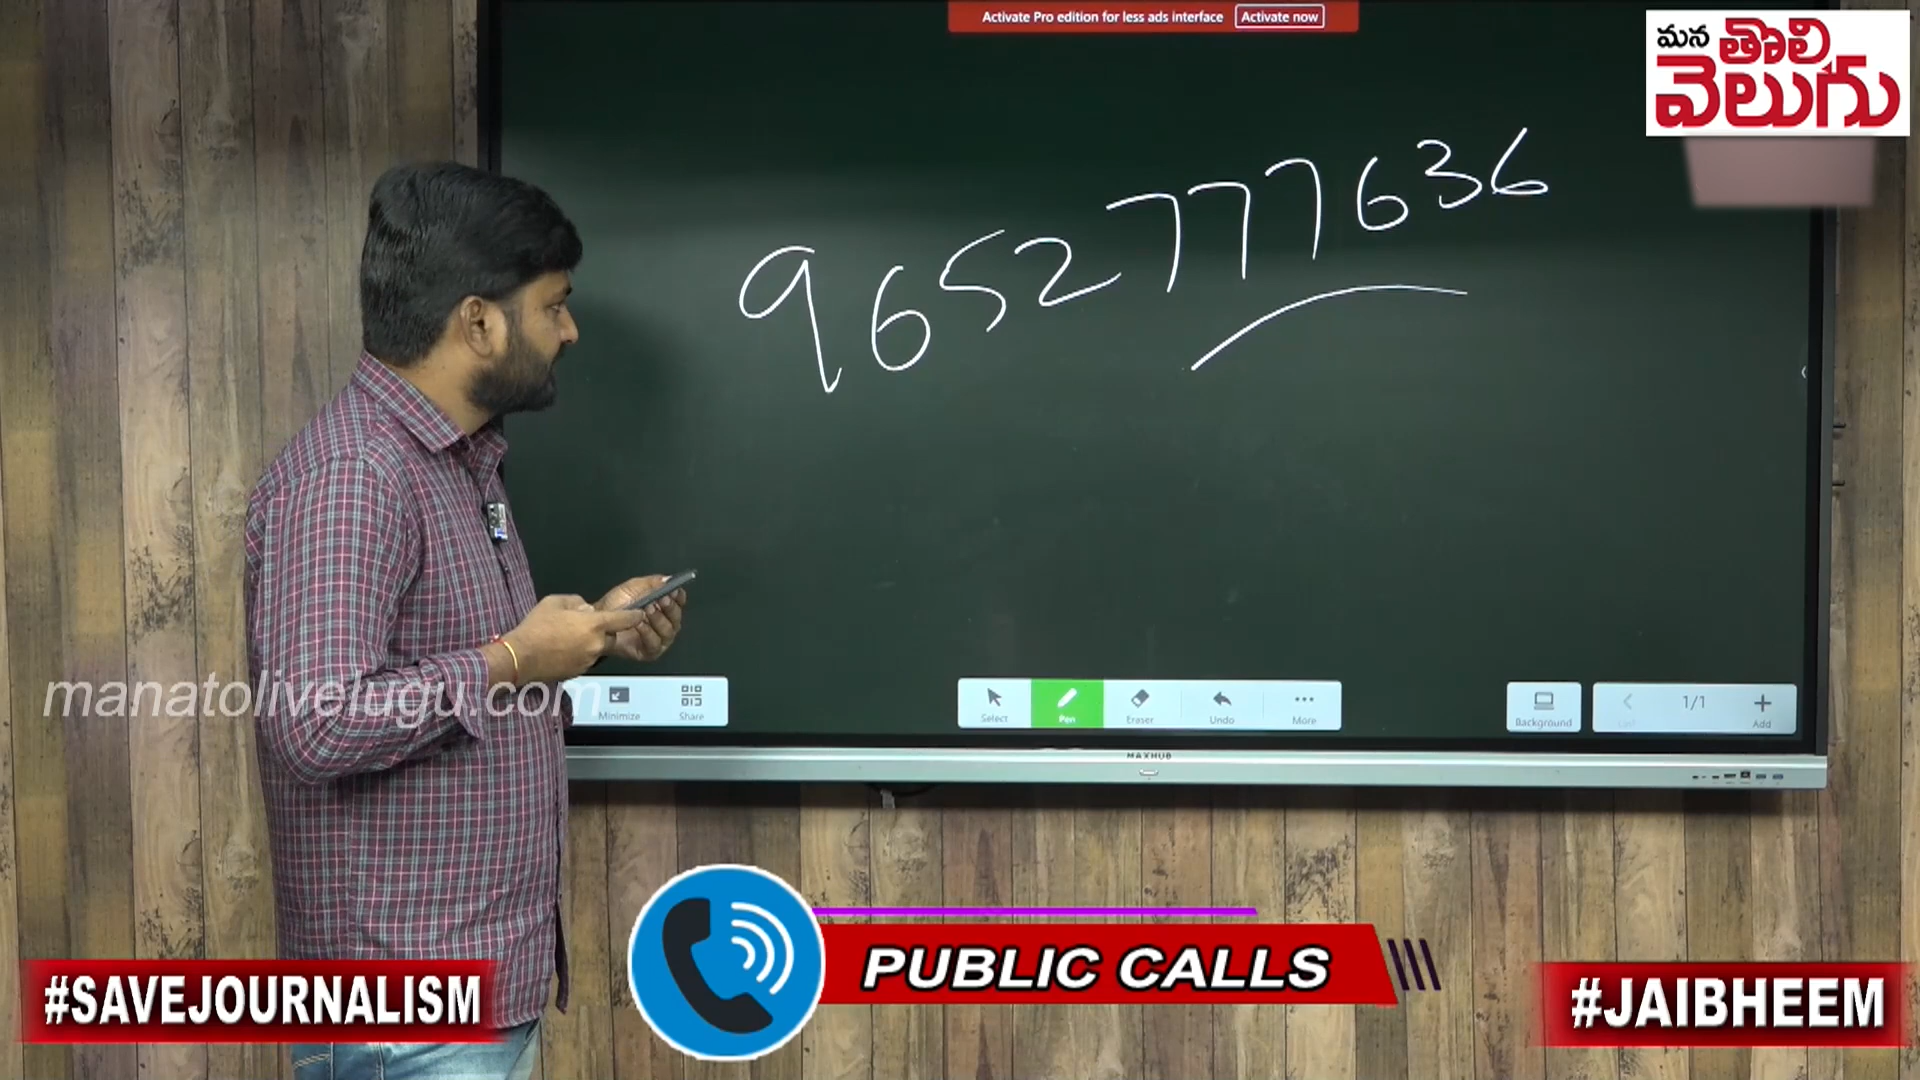 Activate Pro edition for less ads interface Activate now
మన
తొలి
వెలుగు
9652777636
manatolivelugu.com
Minimize Share
Select Pen Eraser Undo More
Background
Last 1/1 Add
MAXHUB
PUBLIC CALLS
#SAVEJOURNALISM
#JAIBHEEM